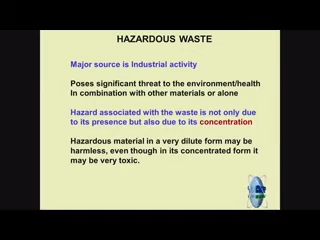 HAZARDOUS WASTE
Major source is Industrial activity
Poses significant threat to the environment/health
In combination with other materials or alone
Hazard associated with the waste is not only due
to its presence but also due to its concentration
Hazardous material in a very dilute form may be
harmless, even though in its concentrated form it
may be very toxic.